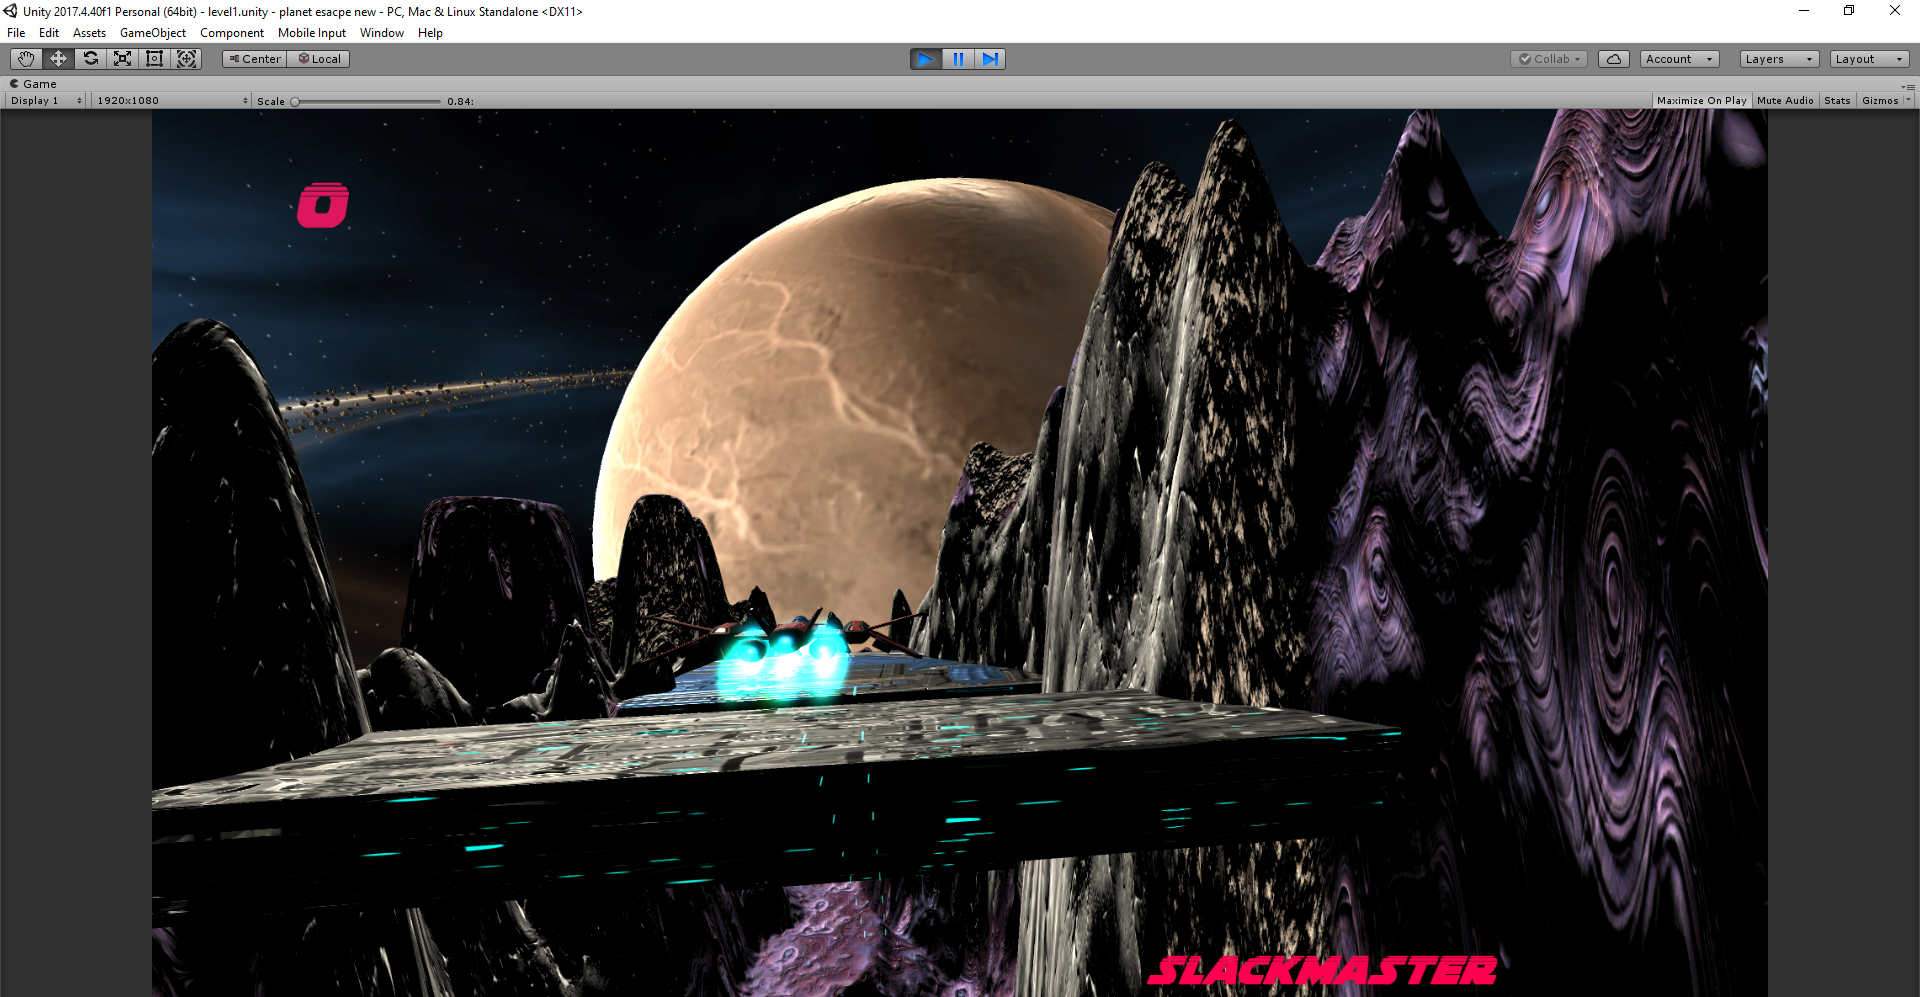 Unity 2017.4.40f1 Personal (64bit) - level1.unity - planet esacpe new - PC, Mac & Linux Standalone <DX11>
File Edit Assets GameObject Component Mobile Input Window Help
Center Local Collab Account Layers Layout
Game
Display 1 1920x1080 Scale 0.84: Maximize On Play Mute Audio Stats Gizmos
0
SLACKMASTER